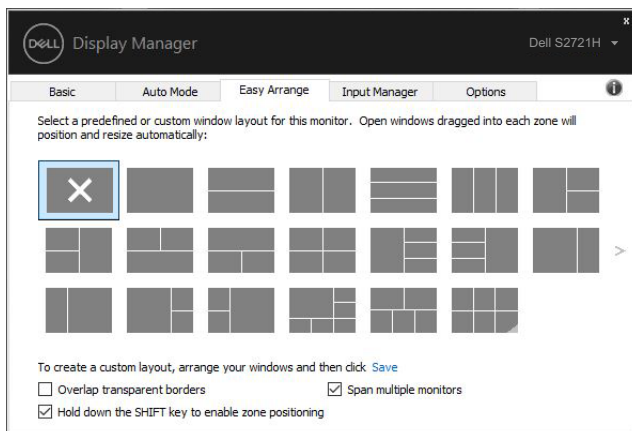 x
DELL Display Manager Dell S2721H
Basic Auto Mode Easy Arrange Input Manager Options i
Select a predefined or custom window layout for this monitor. Open windows dragged into each zone will
position and resize automatically:
>
To create a custom layout, arrange your windows and then click Save
Overlap transparent borders Span multiple monitors
Hold down the SHIFT key to enable zone positioning